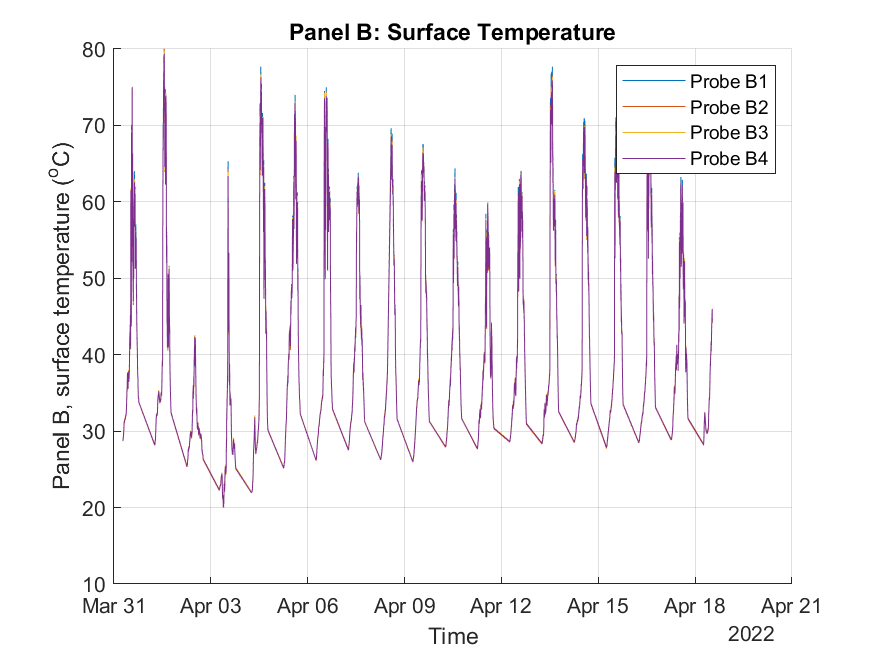 Panel B: Surface Temperature
Panel B, surface temperature (°C)
80
70
60
50
40
30
20
10
Probe B1
Probe B2
Probe B3
Probe B4
Mar 31 Apr 03 Apr 06 Apr 09 Apr 12 Apr 15 Apr 18 Apr 21
Time
2022